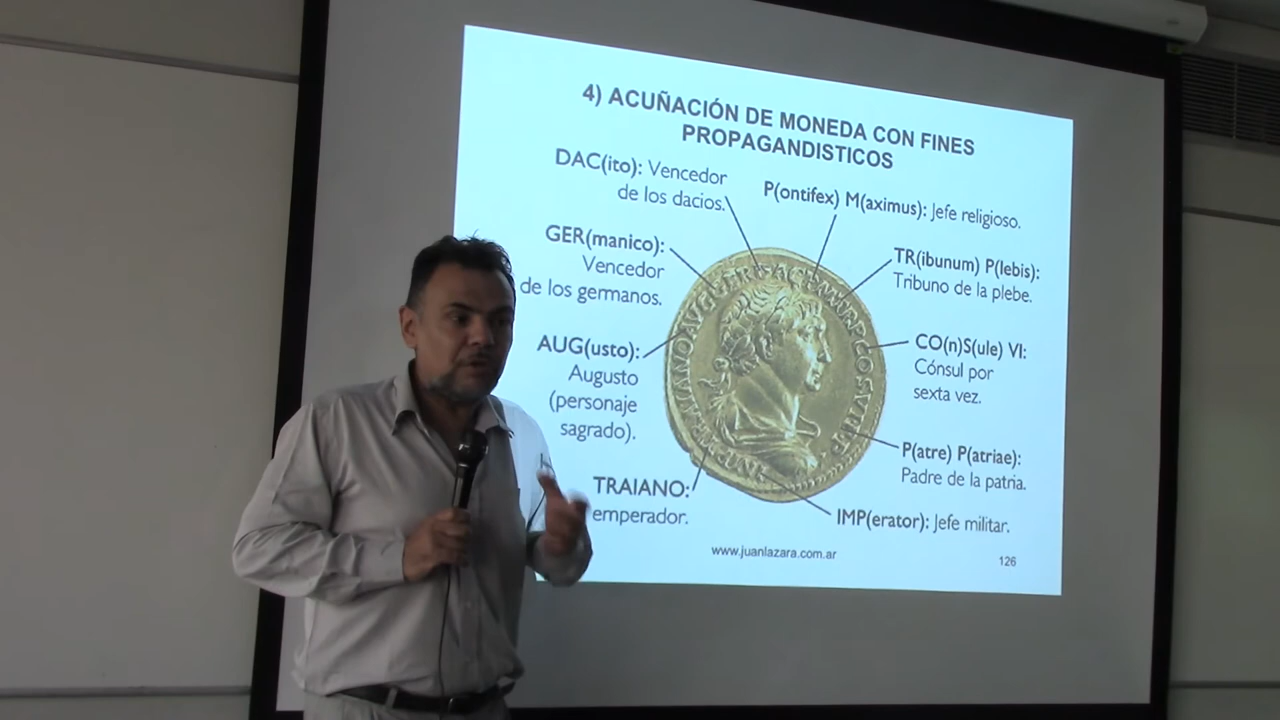 4) ACUÑACIÓN DE MONEDA CON FINES
PROPAGANDISTICOS
DAC(ito): Vencedor
de los dacios.
P(ontifex) M(aximus): Jefe religioso.
GER(manico):
Vencedor
de los germanos.
TR(ibunum) P(lebis):
Tribuno de la plebe.
AUG(usto):
Augusto
(personaje
sagrado).
CO(n)S(ule) VI:
Cónsul por
sexta vez.
P(atre) P(atriae):
Padre de la patria.
TRAIANO:
emperador.
IMP(erator): Jefe militar.
www.juanlazara.com.ar
126